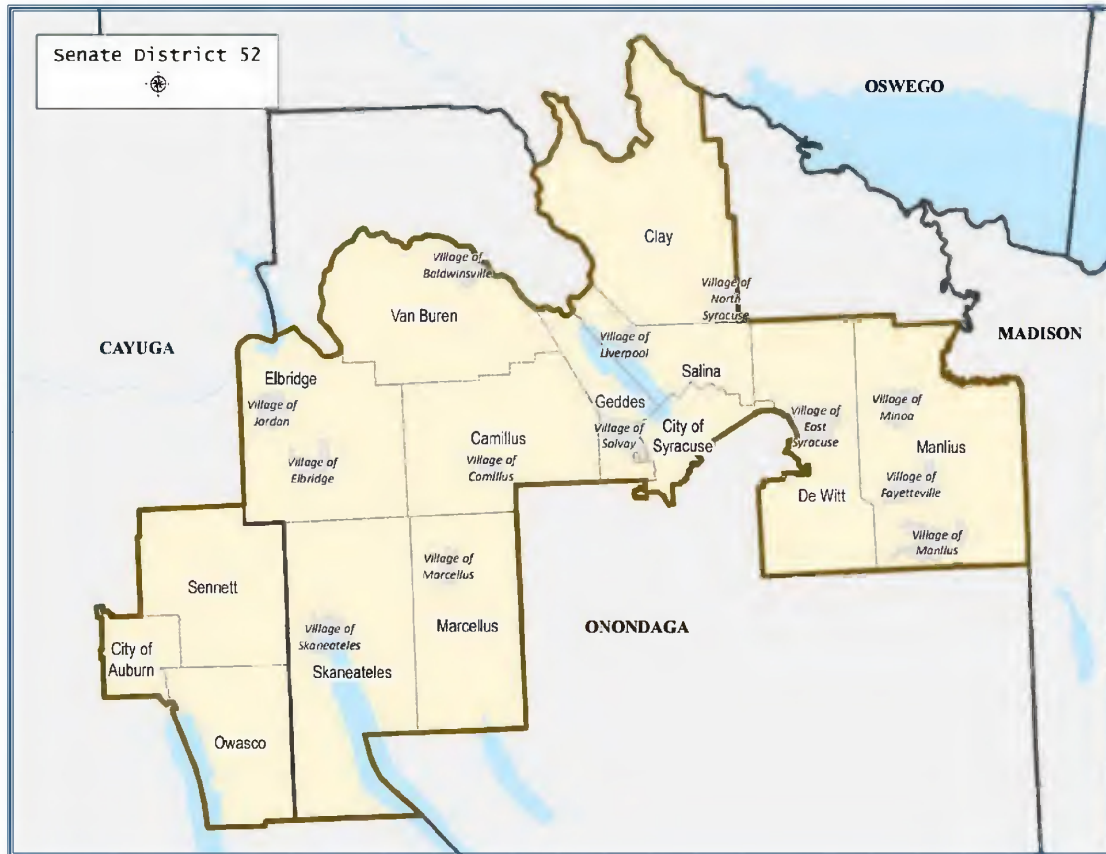 Senate District 52
OSWEGO
Clay
Village of
Baldwinsville
Village of
North
Syracuse
Van Buren
MADISON
CAYUGA
Village of
Liverpool
Salina
Elbridge
Village of
Jordan
Geddes
Village of
Solvay
City of
Syracuse
Village of
East
Syracuse
Village of
Minoa
Manlius
Camillus
Village of
Camillus
Village of
Elbridge
Village of
Fayetteville
De Witt
Village of
Manlius
Village of
Marcellus
Sennett
Marcellus
ONONDAGA
Village of
Skaneateles
City of
Auburn
Skaneateles
Owasco